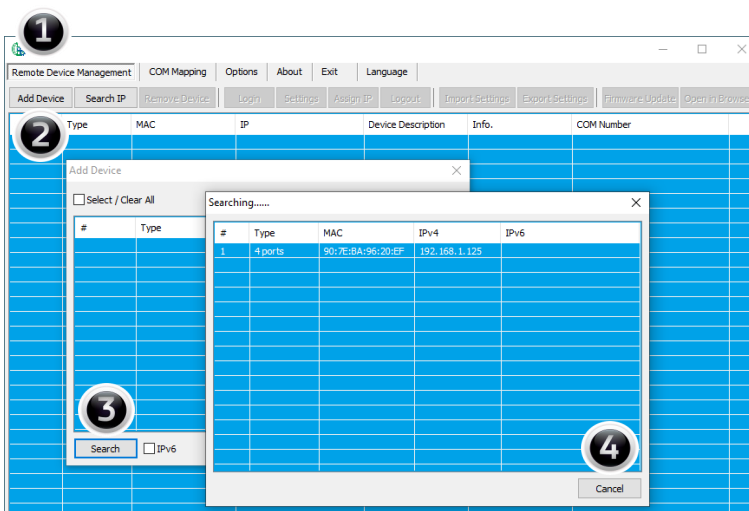 1
Remote Device Management COM Mapping Options About Exit Language
Add Device Search IP Remove Device Login Settings Assign IP Logout Import Settings Export Settings Firmware Update Open in Browse
2
Type MAC IP Device Description Info. COM Number
Add Device
Select / Clear All
# Type
Searching......
# Type MAC IPv4 IPv6
1 4 ports 90:7E:BA:96:20:EF 192.168.1.125
3
Search IPv6
4
Cancel